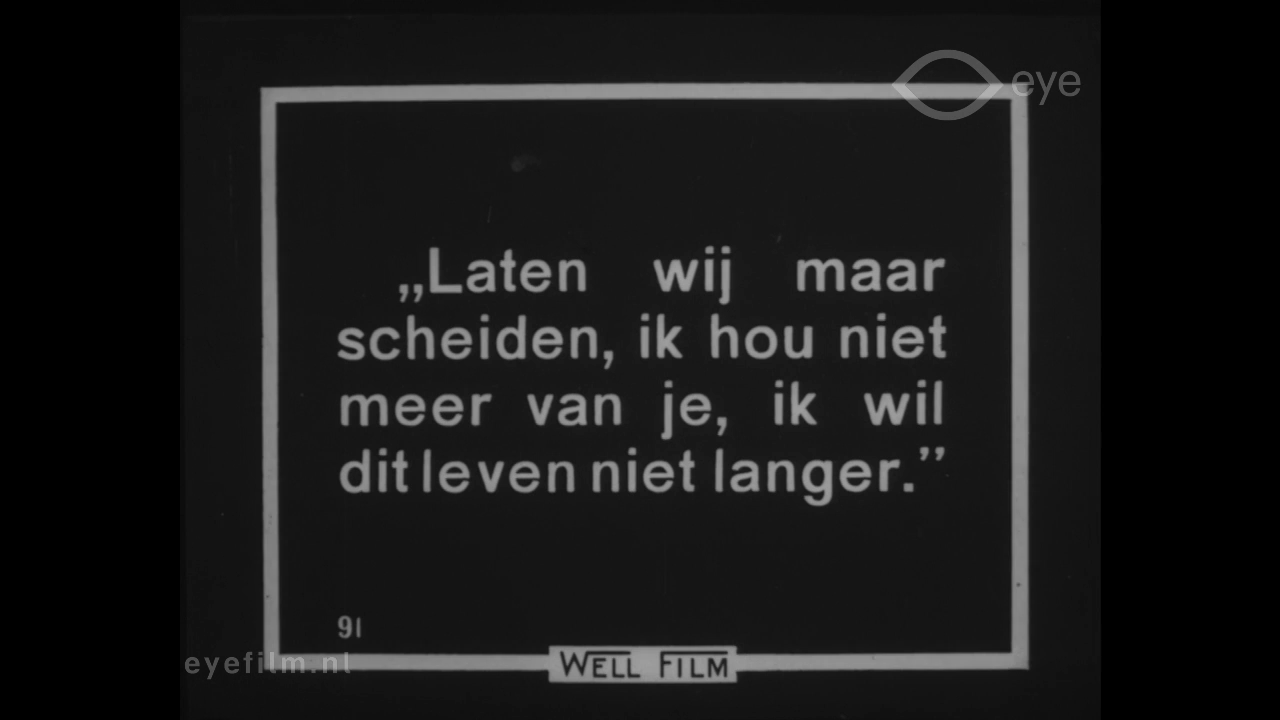 eye
„Laten wij maar
scheiden, ik hou niet
meer van je, ik wil
dit leven niet langer.”
91
eyefilm.nl
WELL FILM